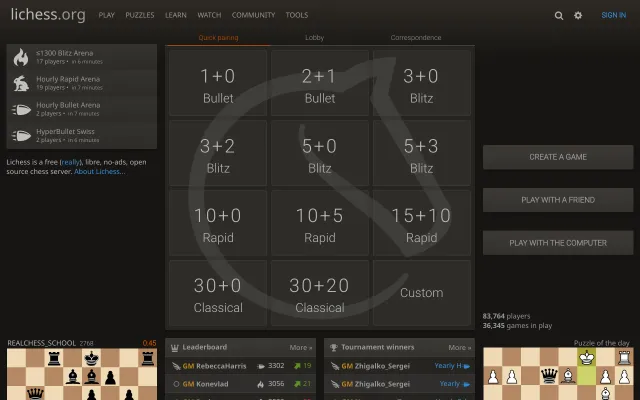 lichess.org PLAY PUZZLES LEARN WATCH COMMUNITY TOOLS SIGN IN
≤1300 Blitz Arena
17 players • in 6 minutes
Hourly Rapid Arena
19 players • in 7 minutes
Hourly Bullet Arena
2 players • in 7 minutes
HyperBullet Swiss
2 players • in 6 minutes
Lichess is a free (really), libre, no-ads, open
source chess server. About Lichess...
Quick pairing Lobby Correspondence
1+0 2+1 3+0
Bullet Bullet Blitz
3+2 5+0 5+3
Blitz Blitz Blitz
10+0 10+5 15+10
Rapid Rapid Rapid
30+0 30+20 Custom
Classical Classical
CREATE A GAME
PLAY WITH A FRIEND
PLAY WITH THE COMPUTER
83,764 players
36,345 games in play
REALCHESS_SCHOOL 2768 0:45
Leaderboard More »
GM RebeccaHarris 3302 19
GM Konevlad 3056 21
Tournament winners More »
GM Zhigalko_Sergei Yearly H
GM Zhigalko_Sergei Yearly
Puzzle of the day